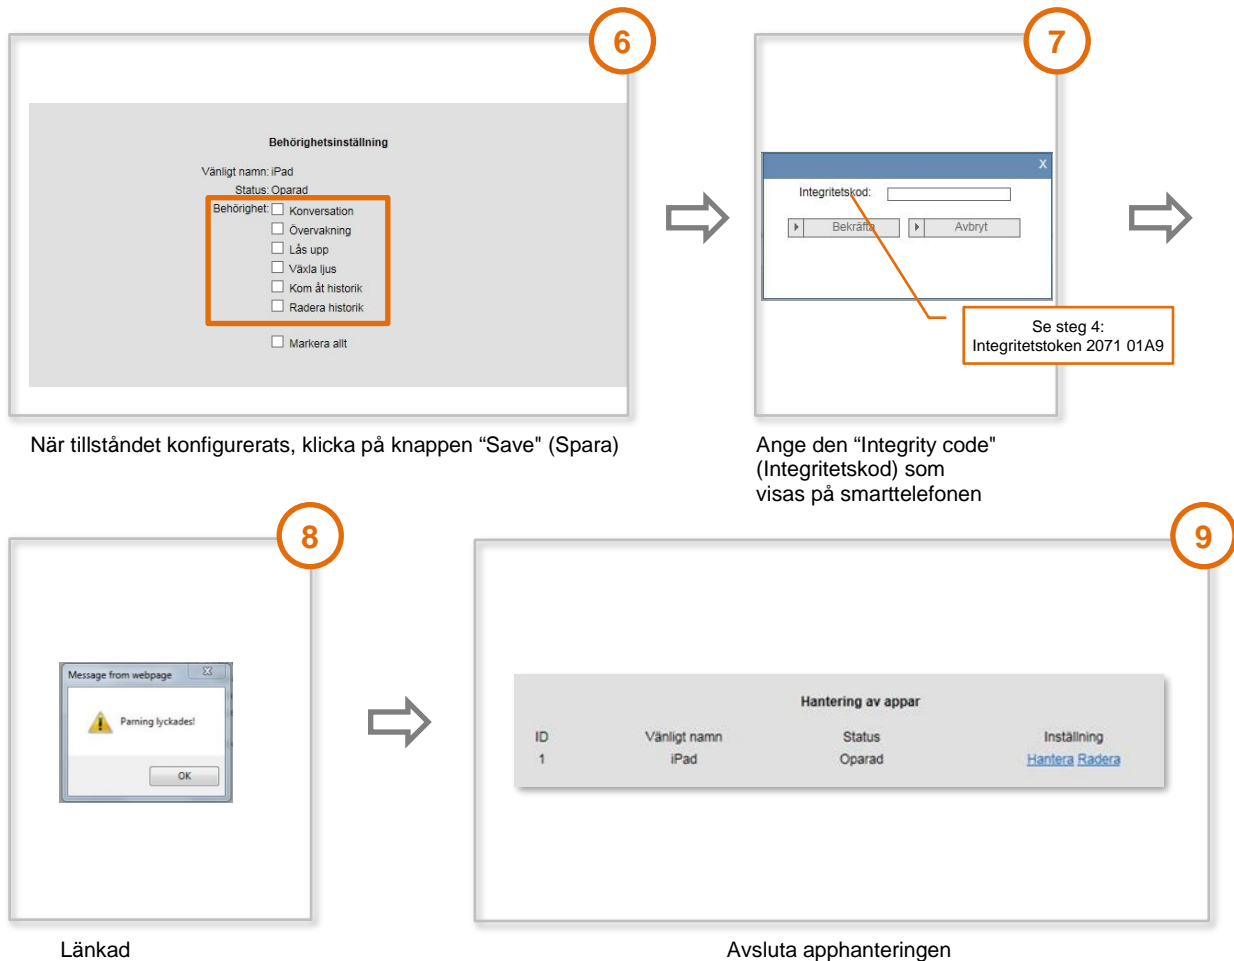 6
Behörighetsinställning
Vänligt namn: iPad
Status: Oparad
Behörighet: Konversation
Övervakning
Lås upp
Växla ljus
Kom åt historik
Radera historik
Markera allt
När tillståndet konfigurerats, klicka på knappen “Save" (Spara)
7
X
Integritetskod:
Bekräfta Avbryt
Se steg 4:
Integritetstoken 2071 01A9
Ange den “Integrity code"
(Integritetskod) som
visas på smarttelefonen
8
Message from webpage
Parning lyckades!
OK
Länkad
9
Hantering av appar
ID Vänligt namn Status Inställning
1 iPad Oparad Hantera Radera
Avsluta apphanteringen